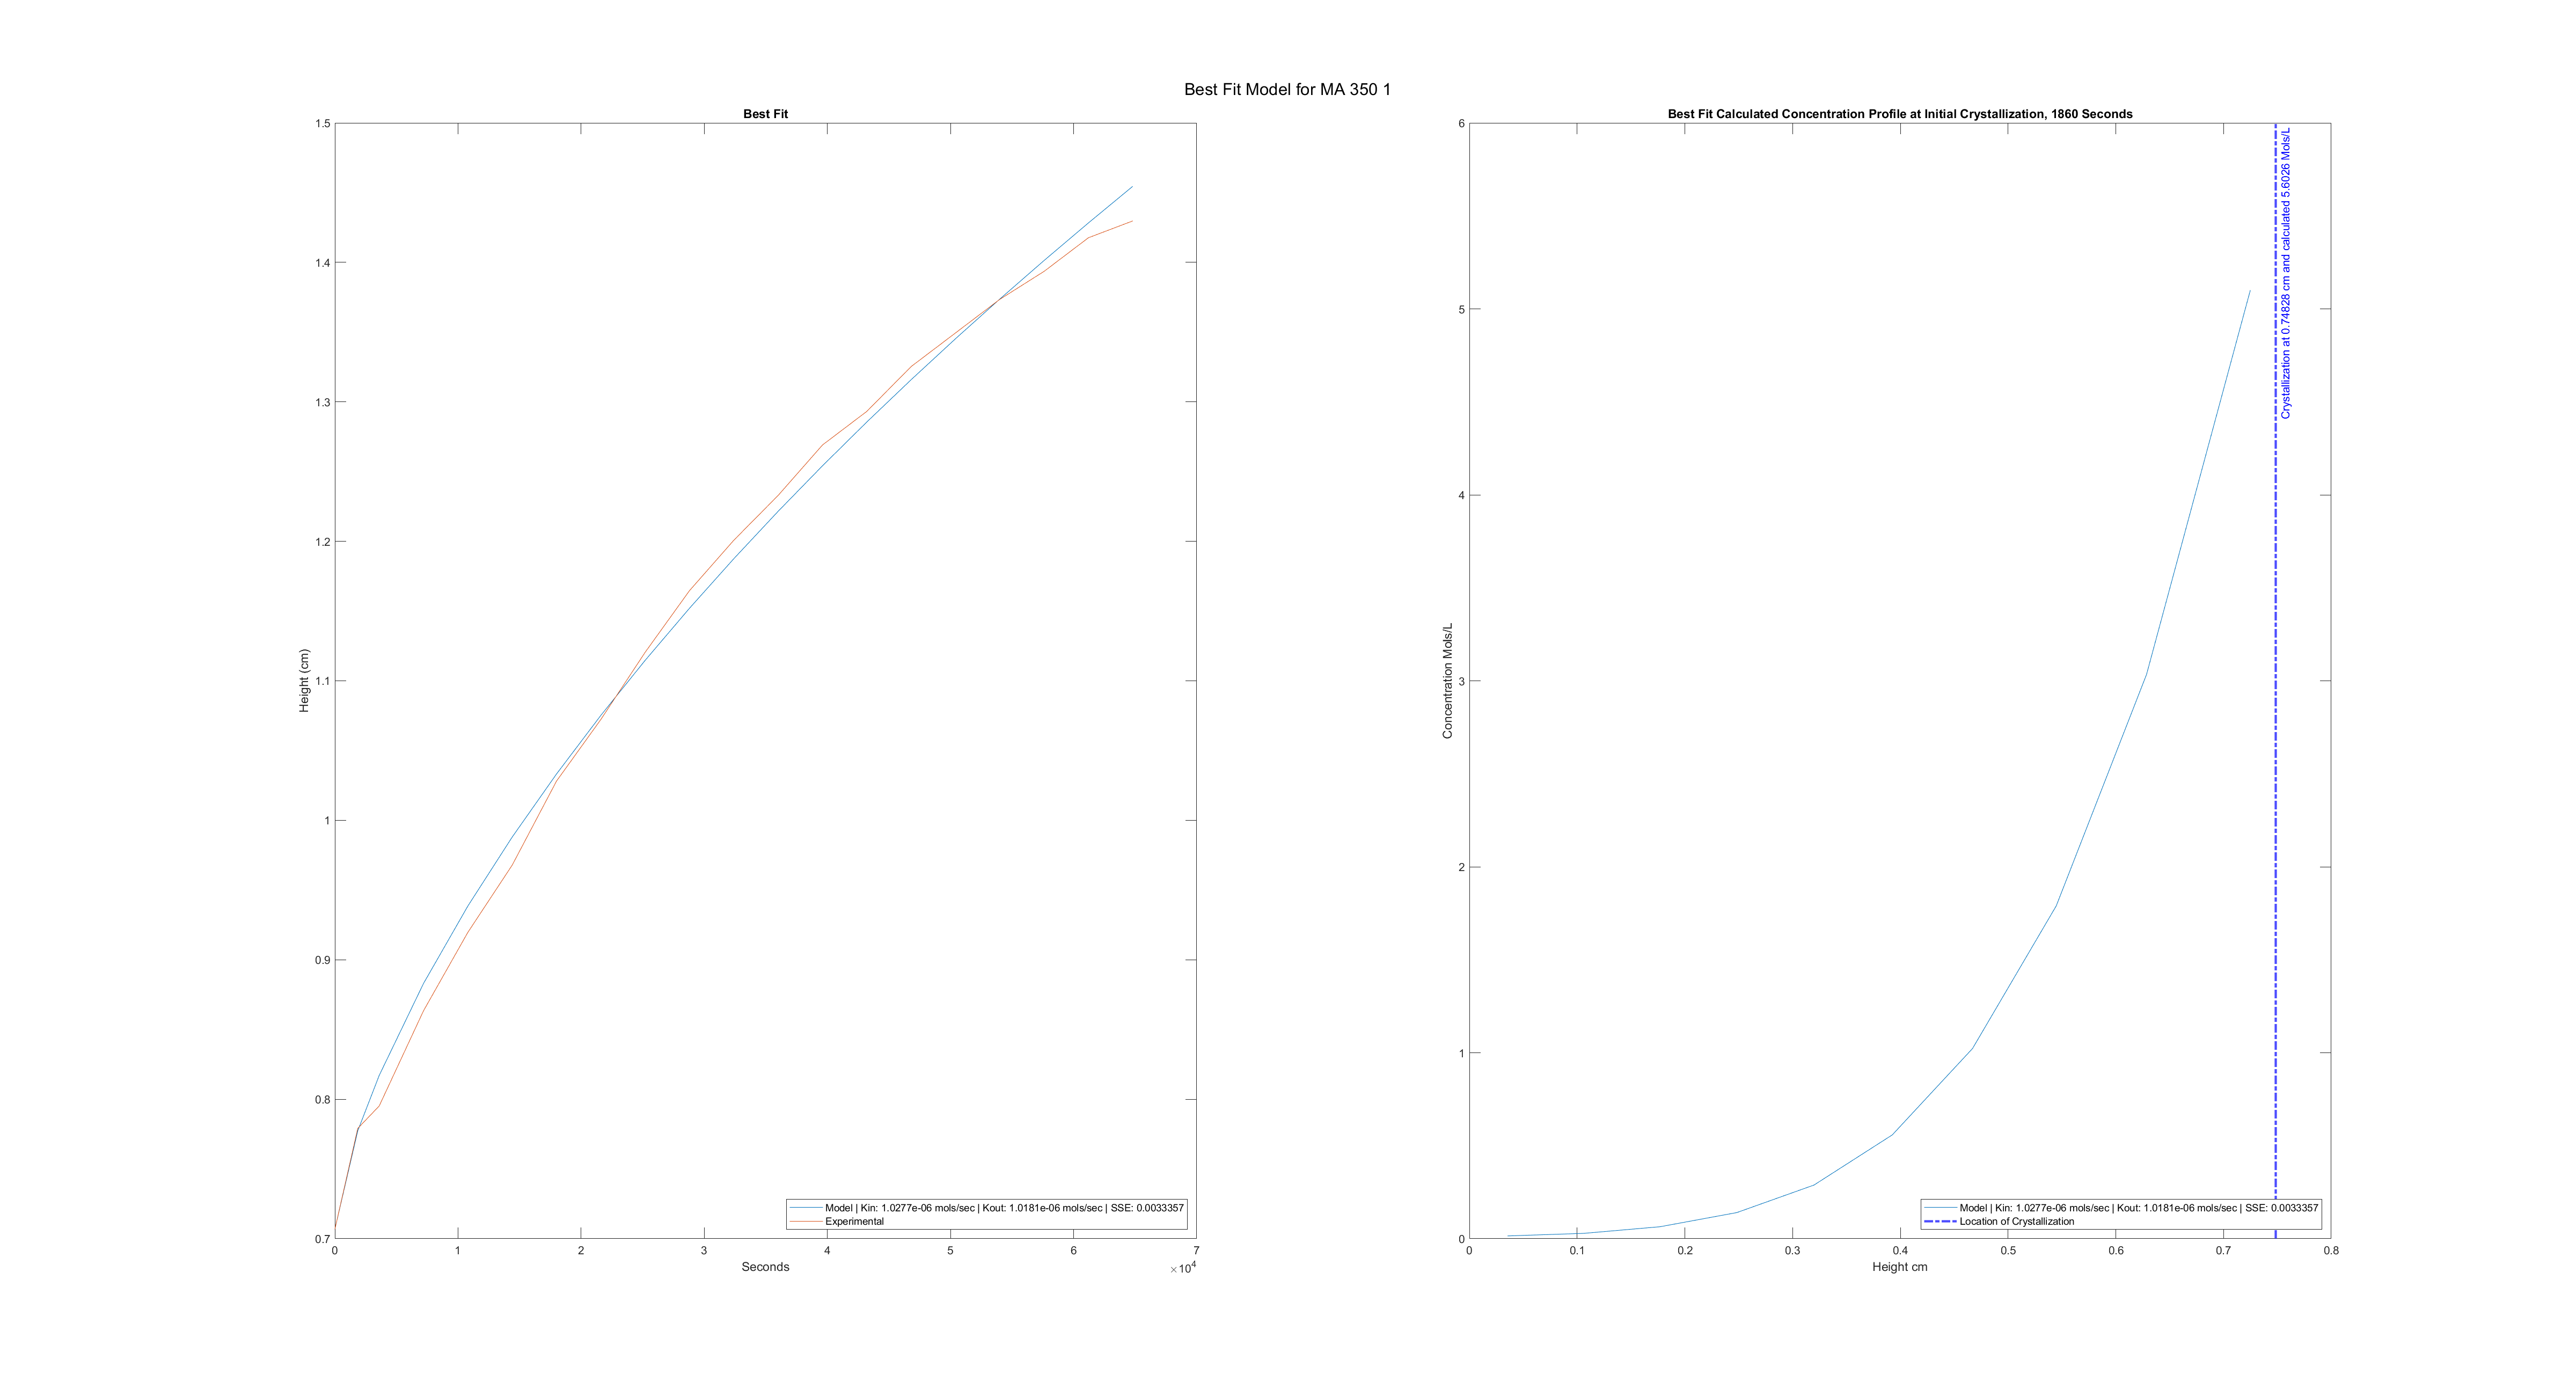 Best Fit Model for MA 350 1
Best Fit
1.5
1.4
1.3
1.2
1.1
1
0.9
0.8
0.7
Height (cm)
0
1
2
3
4
5
6
7
×10^4
Seconds
Model | Kin: 1.0277e-06 mols/sec | Kout: 1.0181e-06 mols/sec | SSE: 0.0033357
Experimental
Best Fit Calculated Concentration Profile at Initial Crystallization, 1860 Seconds
6
5
4
3
2
1
0
Concentration Mols/L
0
0.1
0.2
0.3
0.4
0.5
0.6
0.7
0.8
Height cm
Crystallization at 0.74828 cm and calculated 5.6026 Mols/L
Model | Kin: 1.0277e-06 mols/sec | Kout: 1.0181e-06 mols/sec | SSE: 0.0033357
Location of Crystallization